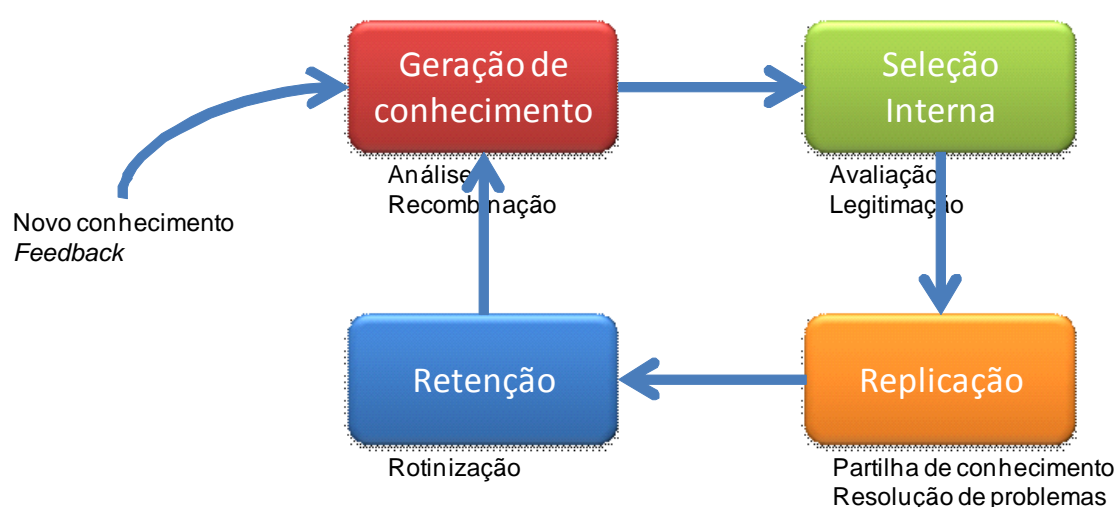 Geração de
conhecimento
Análise
Recombinação
Seleção
Interna
Avaliação
Legitimação
Novo conhecimento
Feedback
Retenção
Rotinização
Replicação
Partilha de conhecimento
Resolução de problemas